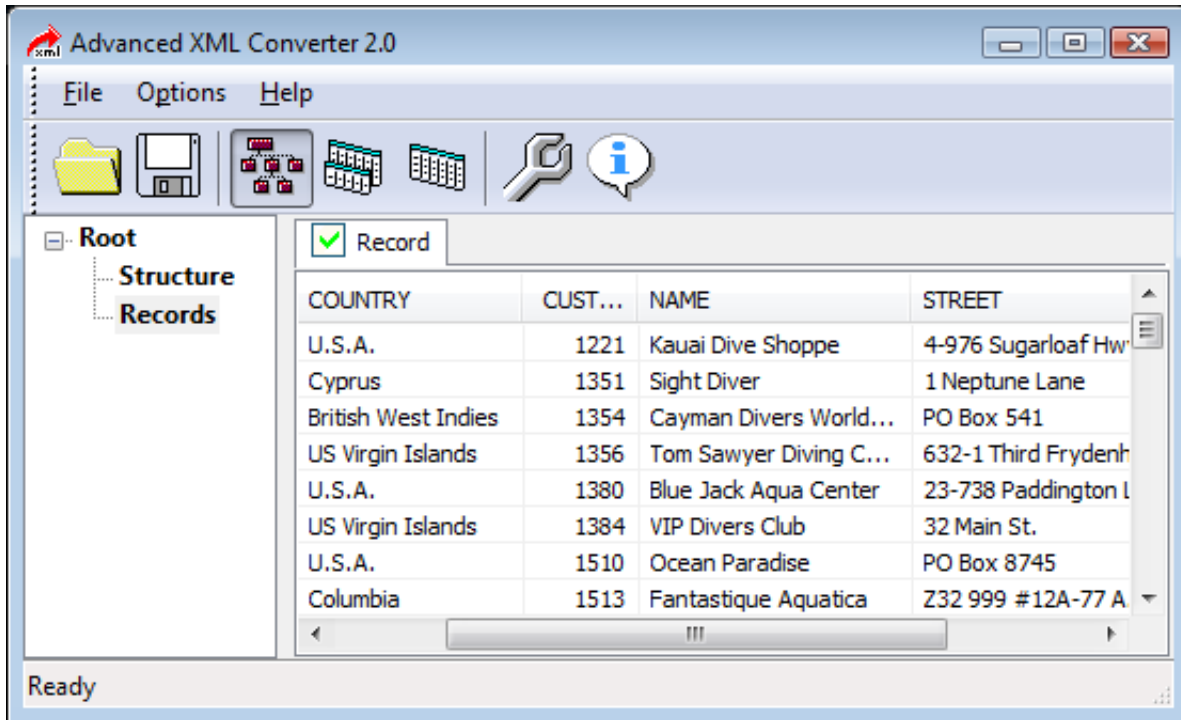 xml Advanced XML Converter 2.0
File Options Help
Root
Structure
Records
Record
COUNTRY CUST... NAME STREET
U.S.A. 1221 Kauai Dive Shoppe 4-976 Sugarloaf Hw
Cyprus 1351 Sight Diver 1 Neptune Lane
British West Indies 1354 Cayman Divers World... PO Box 541
US Virgin Islands 1356 Tom Sawyer Diving C... 632-1 Third Frydenh
U.S.A. 1380 Blue Jack Aqua Center 23-738 Paddington L
US Virgin Islands 1384 VIP Divers Club 32 Main St.
U.S.A. 1510 Ocean Paradise PO Box 8745
Columbia 1513 Fantastique Aquatica Z32 999 #12A-77 A.
Ready